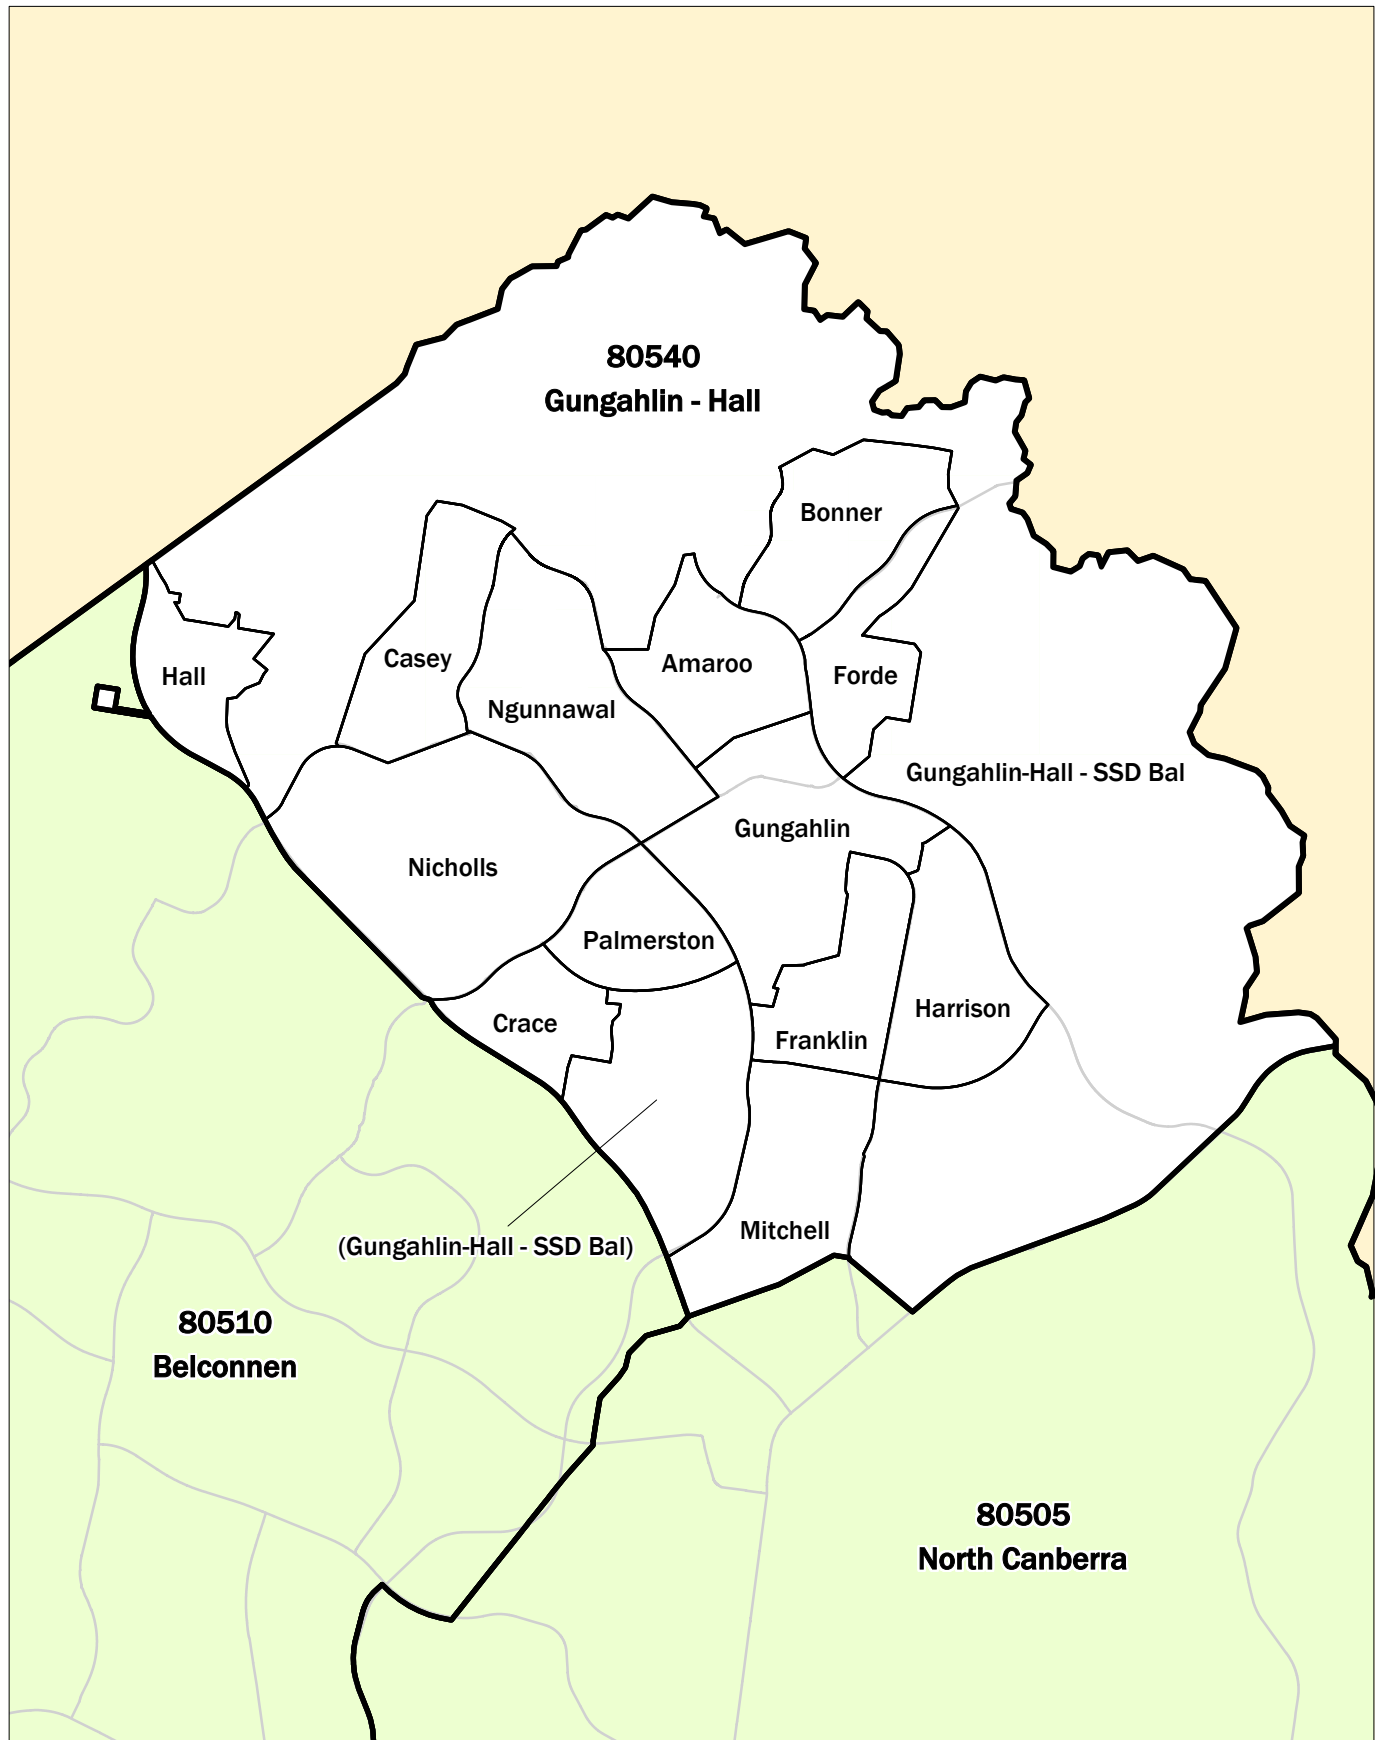 80540
Gungahlin - Hall
Bonner
Casey
Amaroo
Hall
Forde
Ngunnawal
Gungahlin-Hall - SSD Bal
Gungahlin
Nicholls
Palmerston
Harrison
Crace
Franklin
Mitchell
(Gungahlin-Hall - SSD Bal)
80510
Belconnen
80505
North Canberra